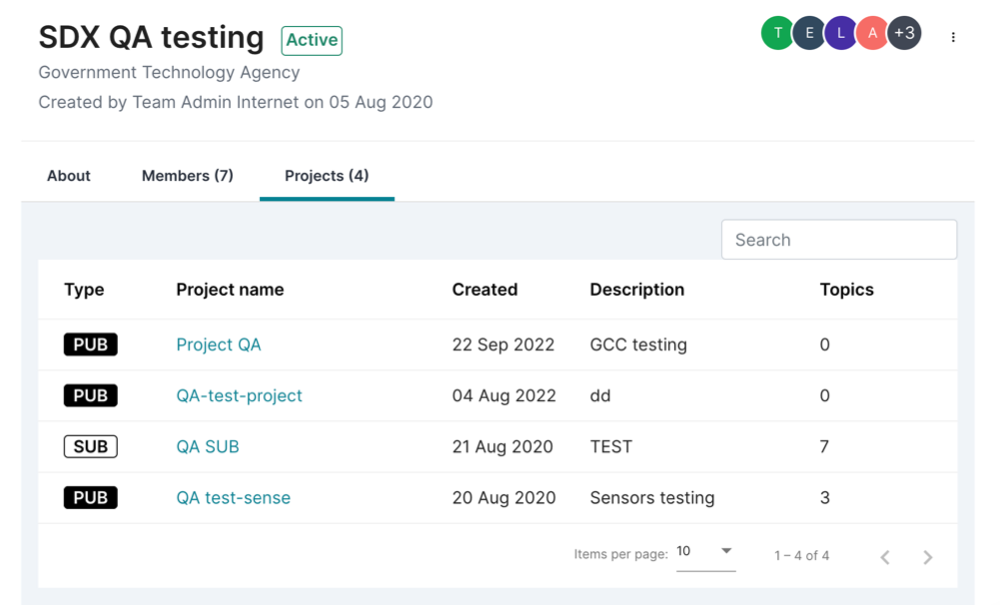 SDX QA testing Active
T E L A +3
Government Technology Agency
Created by Team Admin Internet on 05 Aug 2020
About Members (7) Projects (4)
Search
Type Project name Created Description Topics
PUB Project QA 22 Sep 2022 GCC testing 0
PUB QA-test-project 04 Aug 2022 dd 0
SUB QA SUB 21 Aug 2020 TEST 7
PUB QA test-sense 20 Aug 2020 Sensors testing 3
Items per page: 10 1 – 4 of 4